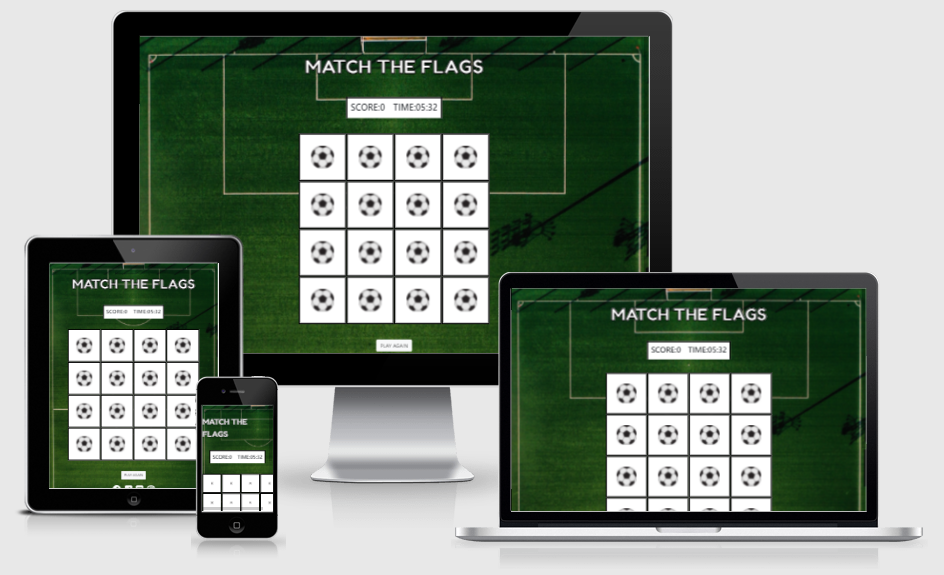 MATCH THE FLAGS
SCORE:0 TIME:05:32
PLAY AGAIN
MATCH THE FLAGS
SCORE:0 TIME:05:32
PLAY AGAIN
MATCH THE
FLAGS
SCORE:0 TIME:05:32
MATCH THE FLAGS
SCORE:0 TIME:05:32